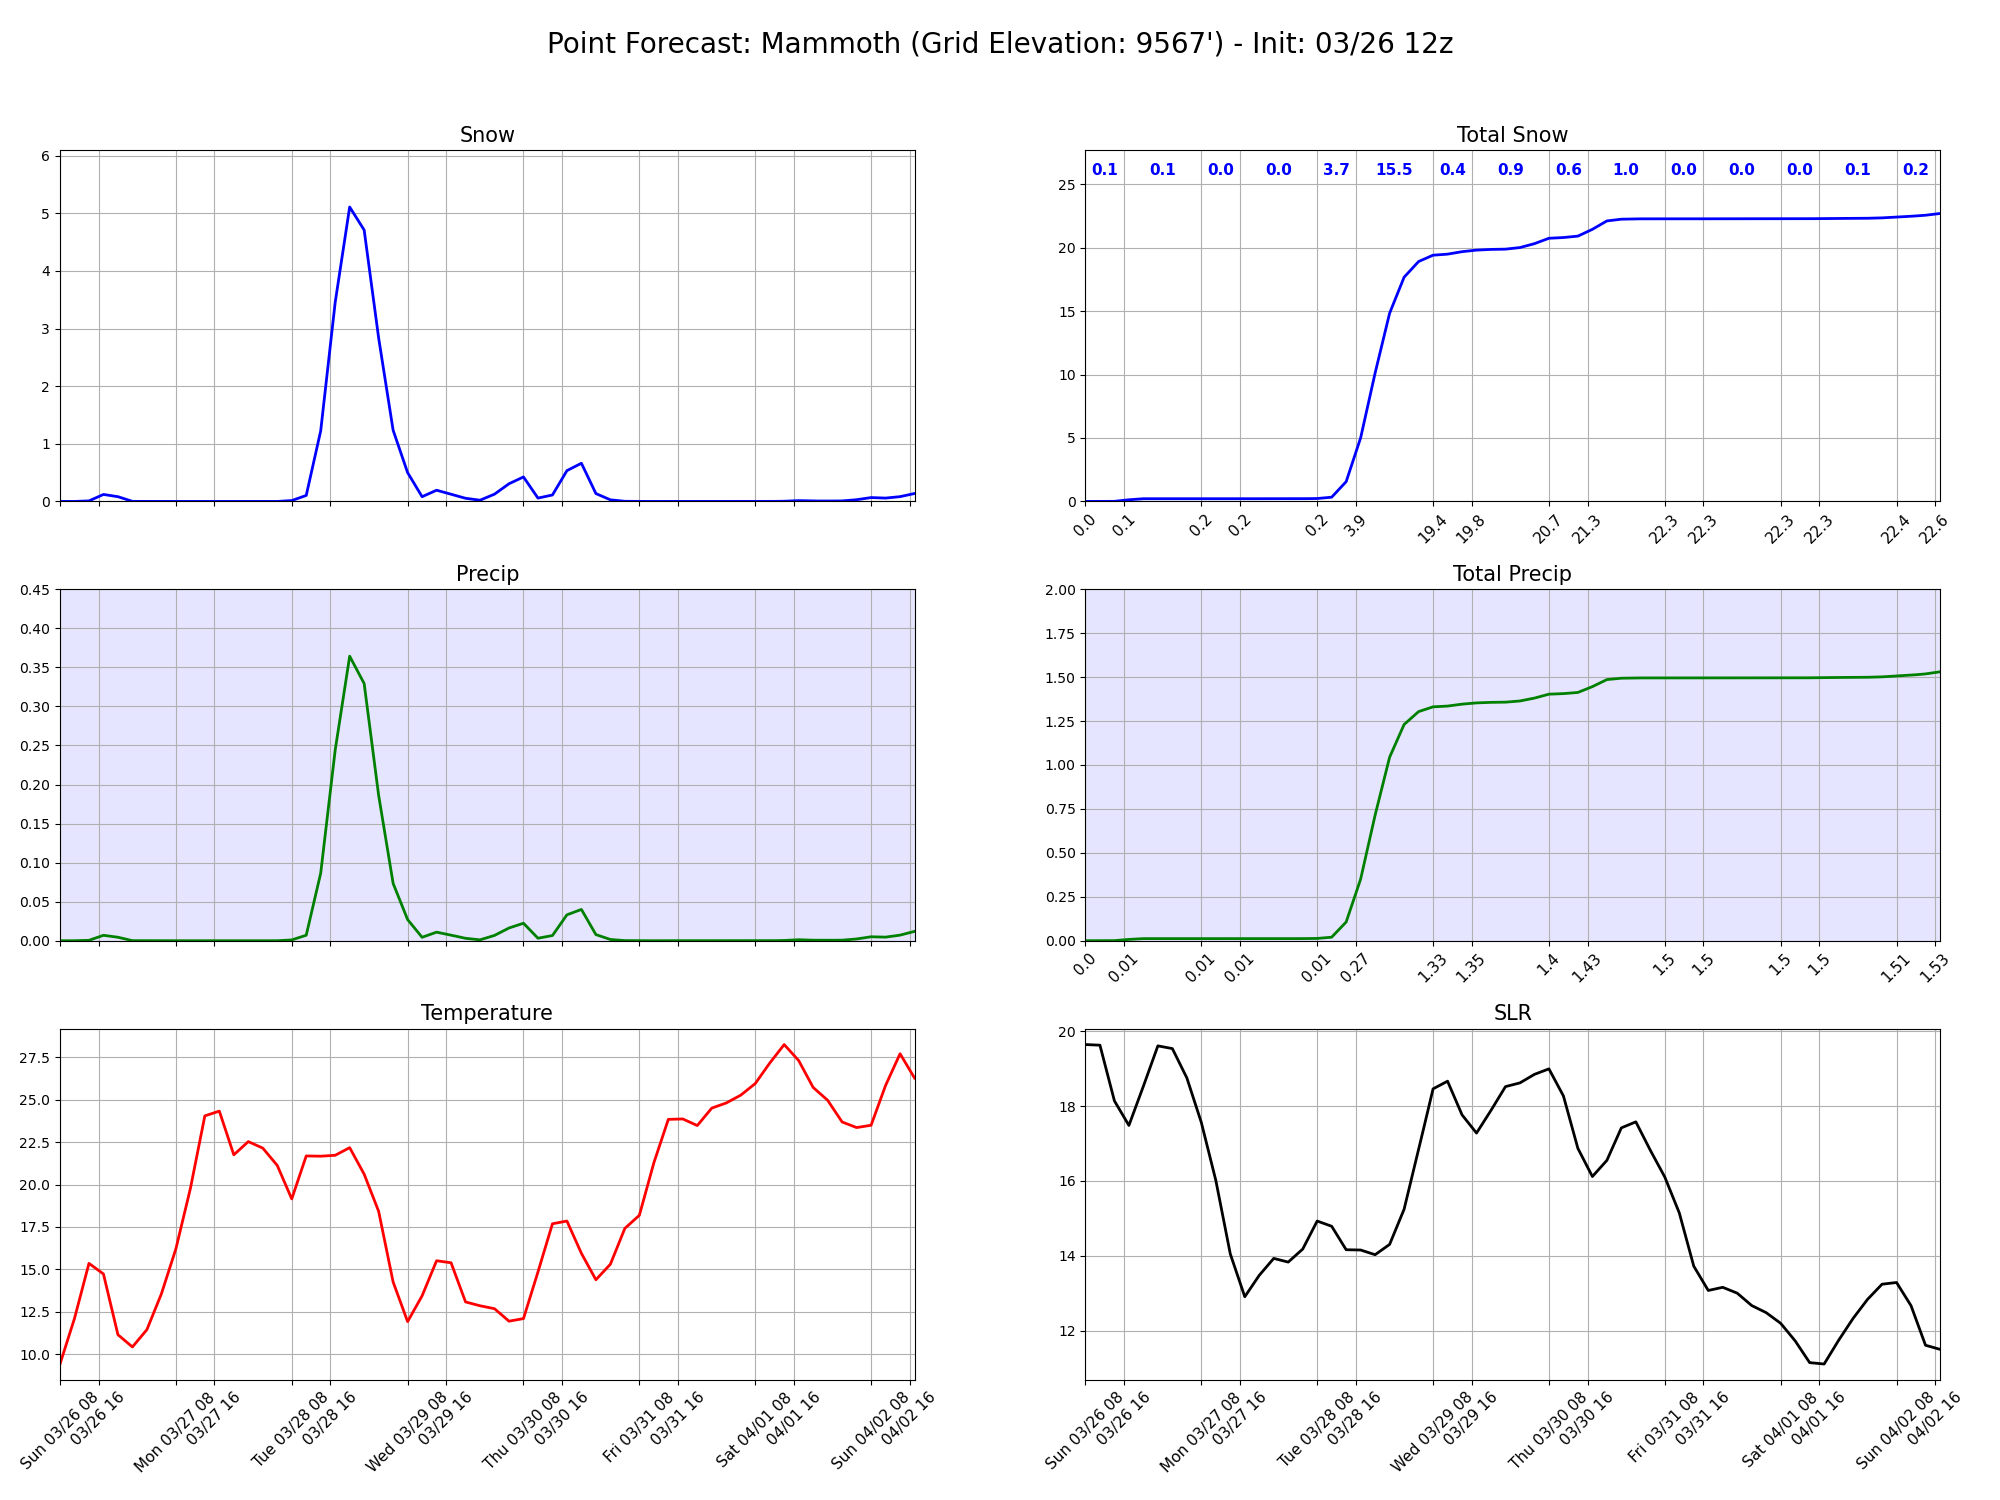 Point Forecast: Mammoth (Grid Elevation: 9567') - Init: 03/26 12z
Snow
6
5
4
3
2
1
0
Total Snow
0.1 0.1 0.0 0.0 3.7 15.5 0.4 0.9 0.6 1.0 0.0 0.0 0.0 0.1 0.2
25
20
15
10
5
0
0.0 0.1 0.2 0.2 0.2 3.9 19.4 19.8 20.7 21.3 22.3 22.3 22.3 22.3 22.4 22.6
Precip
0.45
0.40
0.35
0.30
0.25
0.20
0.15
0.10
0.05
0.00
Total Precip
2.00
1.75
1.50
1.25
1.00
0.75
0.50
0.25
0.00
0.0 0.01 0.01 0.01 0.01 0.27 1.33 1.35 1.4 1.43 1.5 1.5 1.5 1.5 1.51 1.53
Temperature
27.5
25.0
22.5
20.0
17.5
15.0
12.5
10.0
Sun 03/26 08
03/26 16
Mon 03/27 08
03/27 16
Tue 03/28 08
03/28 16
Wed 03/29 08
03/29 16
Thu 03/30 08
03/30 16
Fri 03/31 08
03/31 16
Sat 04/01 08
04/01 16
Sun 04/02 08
04/02 16
SLR
20
18
16
14
12
Sun 03/26 08
03/26 16
Mon 03/27 08
03/27 16
Tue 03/28 08
03/28 16
Wed 03/29 08
03/29 16
Thu 03/30 08
03/30 16
Fri 03/31 08
03/31 16
Sat 04/01 08
04/01 16
Sun 04/02 08
04/02 16